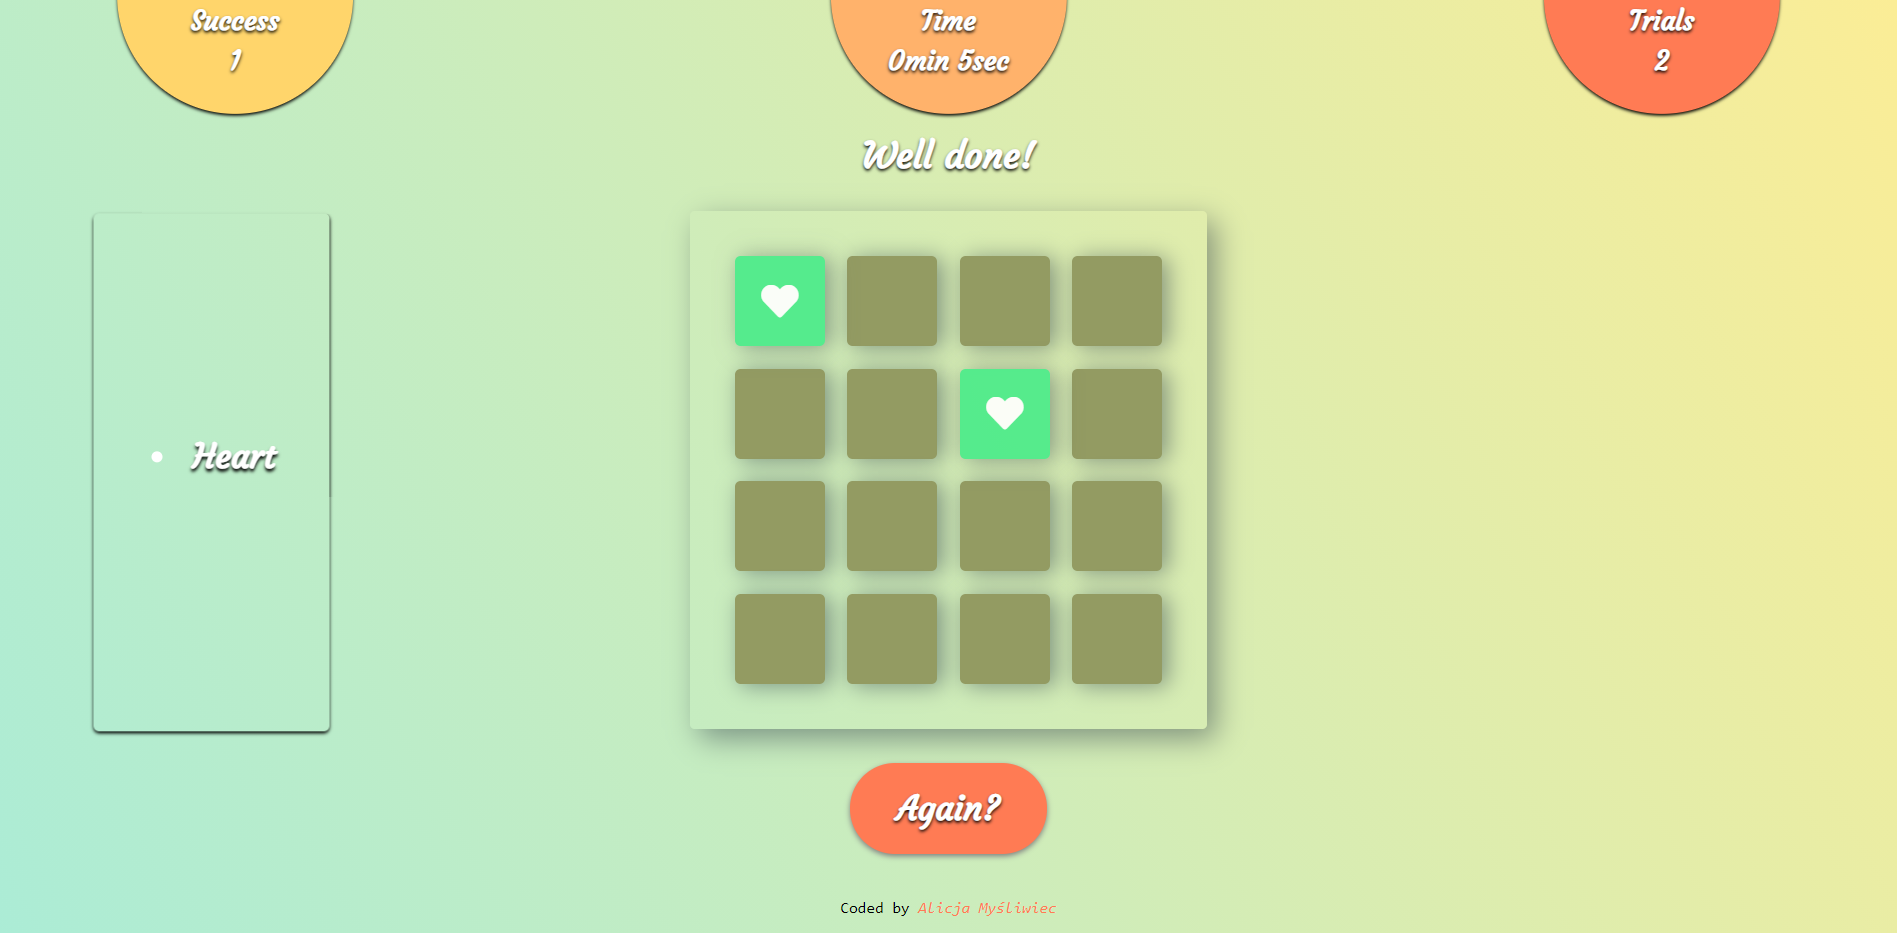 Success
1
Time
0min 5sec
Trials
2
Well done!
Heart
Again?
Coded by Alicja Myśliwiec